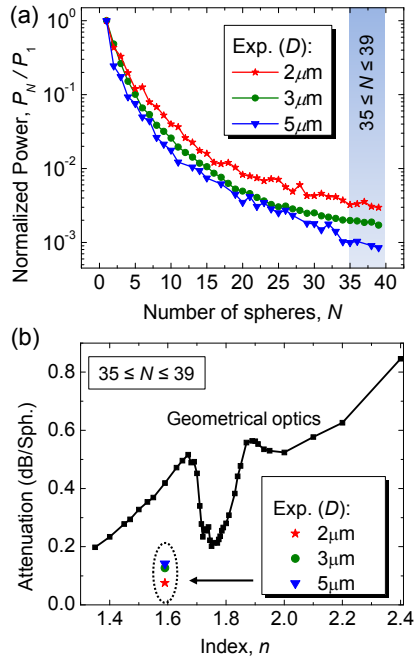 (a)
10⁰
10⁻¹
10⁻²
10⁻³
Normalized Power, P_N / P_1
Exp. (D):
2μm
3μm
5μm
35 ≤ N ≤ 39
0 5 10 15 20 25 30 35 40
Number of spheres, N
(b)
0.8
0.6
0.4
0.2
0.0
Attenuation (dB/Sph.)
35 ≤ N ≤ 39
Geometrical optics
Exp. (D):
2μm
3μm
5μm
1.4 1.6 1.8 2.0 2.2 2.4
Index, n